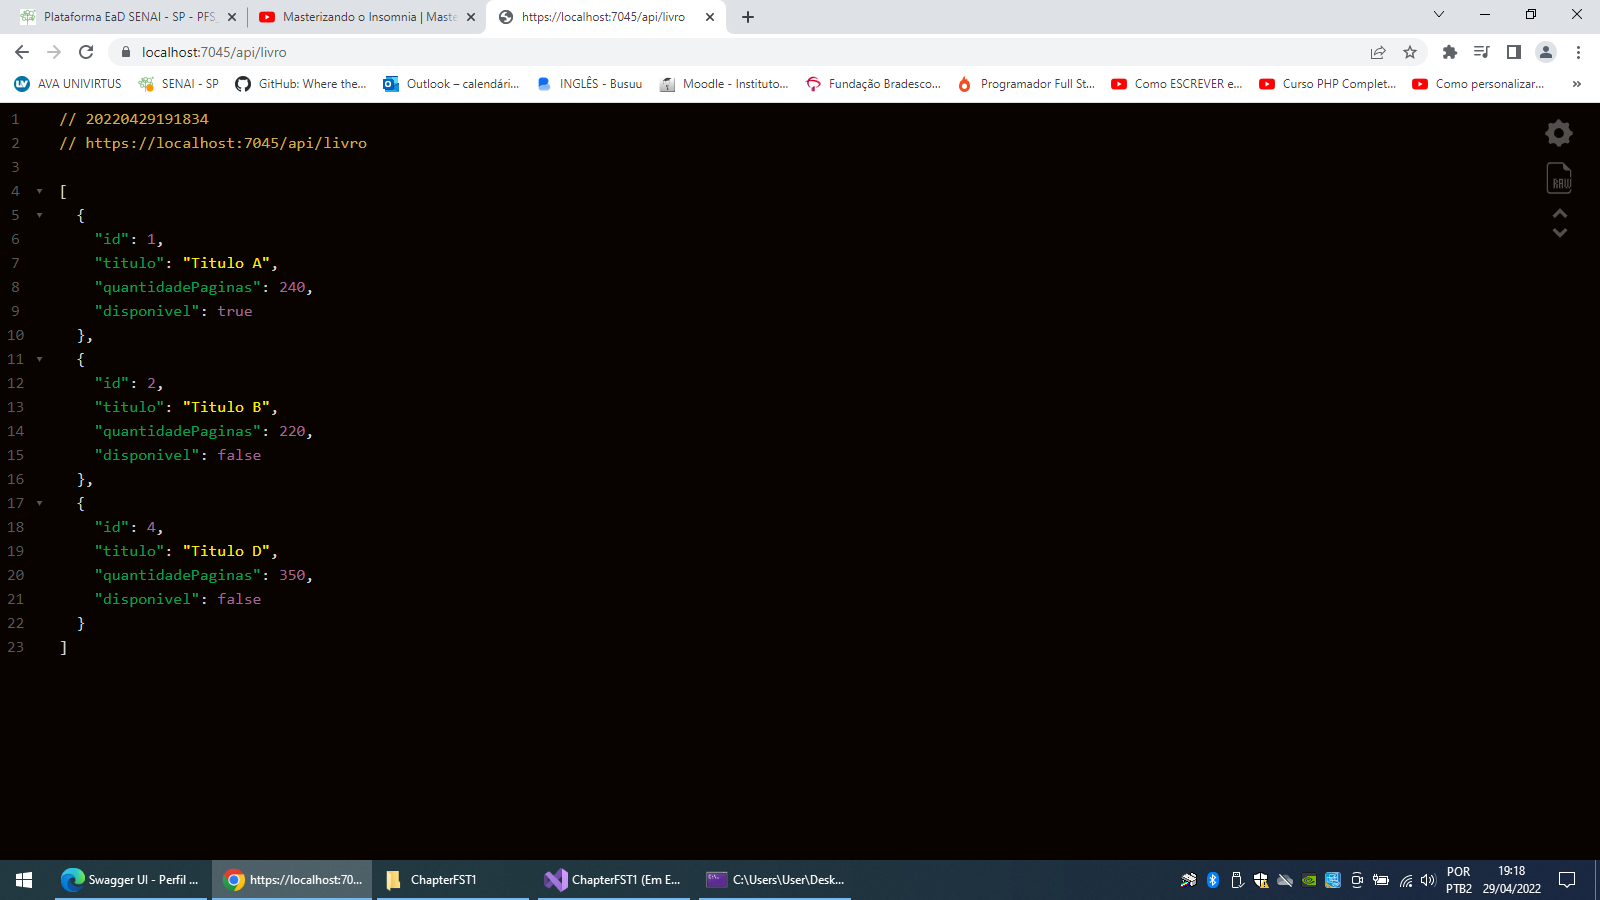 Plataforma EaD SENAI - SP - PFS_
Masterizando o Insomnia | Maste
https://localhost:7045/api/livro
localhost:7045/api/livro
AVA UNIVIRTUS
SENAI - SP
GitHub: Where the...
Outlook – calendári...
INGLÊS - Busuu
Moodle - Instituto...
Fundação Bradesco...
Programador Full St...
Como ESCREVER e...
Curso PHP Complet...
Como personalizar...
»
1 // 20220429191834
2 // https://localhost:7045/api/livro
3
4 [
5 {
6 "id": 1,
7 "titulo": "Titulo A",
8 "quantidadePaginas": 240,
9 "disponivel": true
10 },
11 {
12 "id": 2,
13 "titulo": "Titulo B",
14 "quantidadePaginas": 220,
15 "disponivel": false
16 },
17 {
18 "id": 4,
19 "titulo": "Titulo D",
20 "quantidadePaginas": 350,
21 "disponivel": false
22 }
23 ]
RAW
Swagger UI - Perfil ...
https://localhost:70...
ChapterFST1
ChapterFST1 (Em E...
C:\Users\User\Desk...
POR
PTB2
19:18
29/04/2022